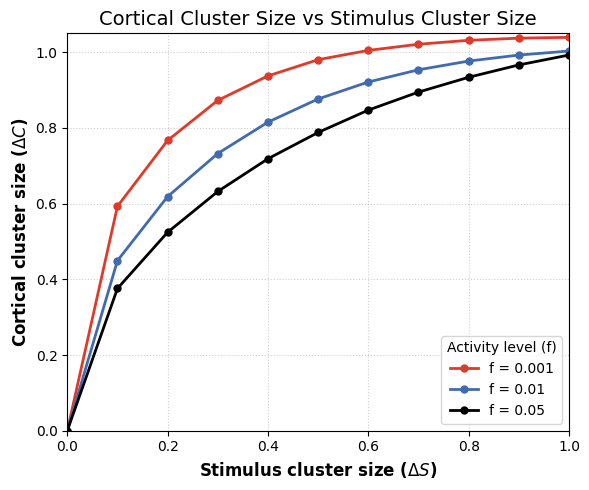 Cortical Cluster Size vs Stimulus Cluster Size
Cortical cluster size (ΔC)
1.0
0.8
0.6
0.4
0.2
0.0
0.0 0.2 0.4 0.6 0.8 1.0
Stimulus cluster size (ΔS)
Activity level (f)
f = 0.001
f = 0.01
f = 0.05